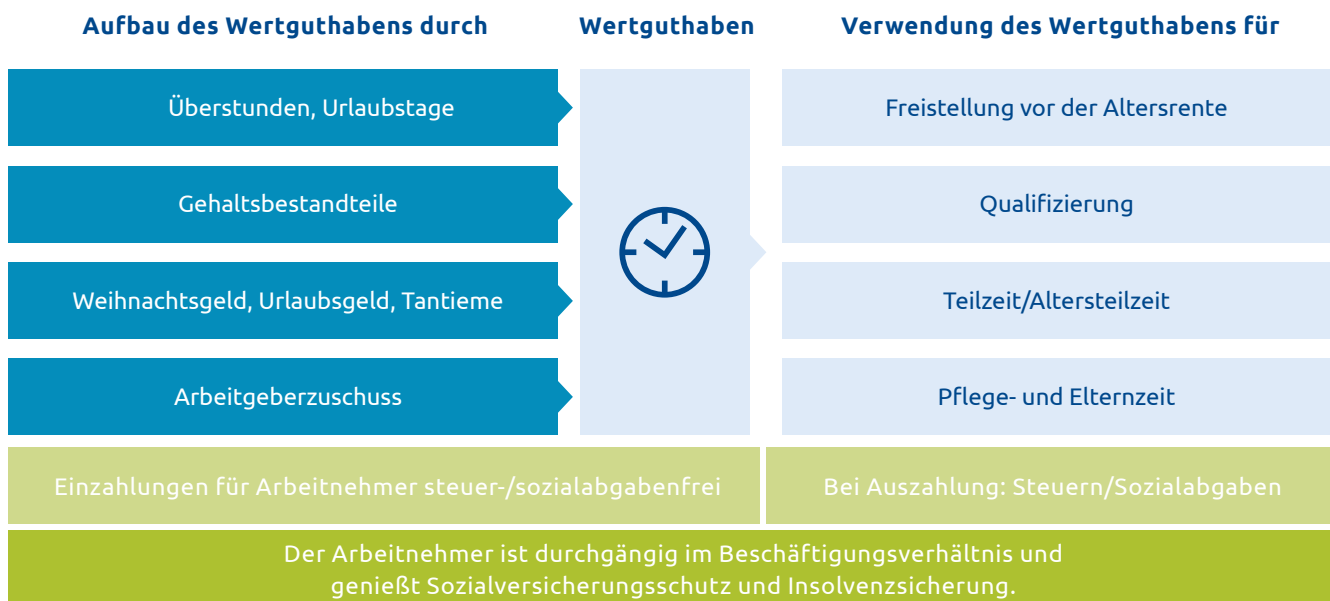 Aufbau des Wertguthabens durch
Wertguthaben
Verwendung des Wertguthabens für
Überstunden, Urlaubstage
Gehaltsbestandteile
Weihnachtsgeld, Urlaubsgeld, Tantieme
Arbeitgeberzuschuss
Freistellung vor der Altersrente
Qualifizierung
Teilzeit/Altersteilzeit
Pflege- und Elternzeit
Einzahlungen für Arbeitnehmer steuer-/sozialabgabenfrei
Bei Auszahlung: Steuern/Sozialabgaben
Der Arbeitnehmer ist durchgängig im Beschäftigungsverhältnis und
genießt Sozialversicherungsschutz und Insolvenzsicherung.